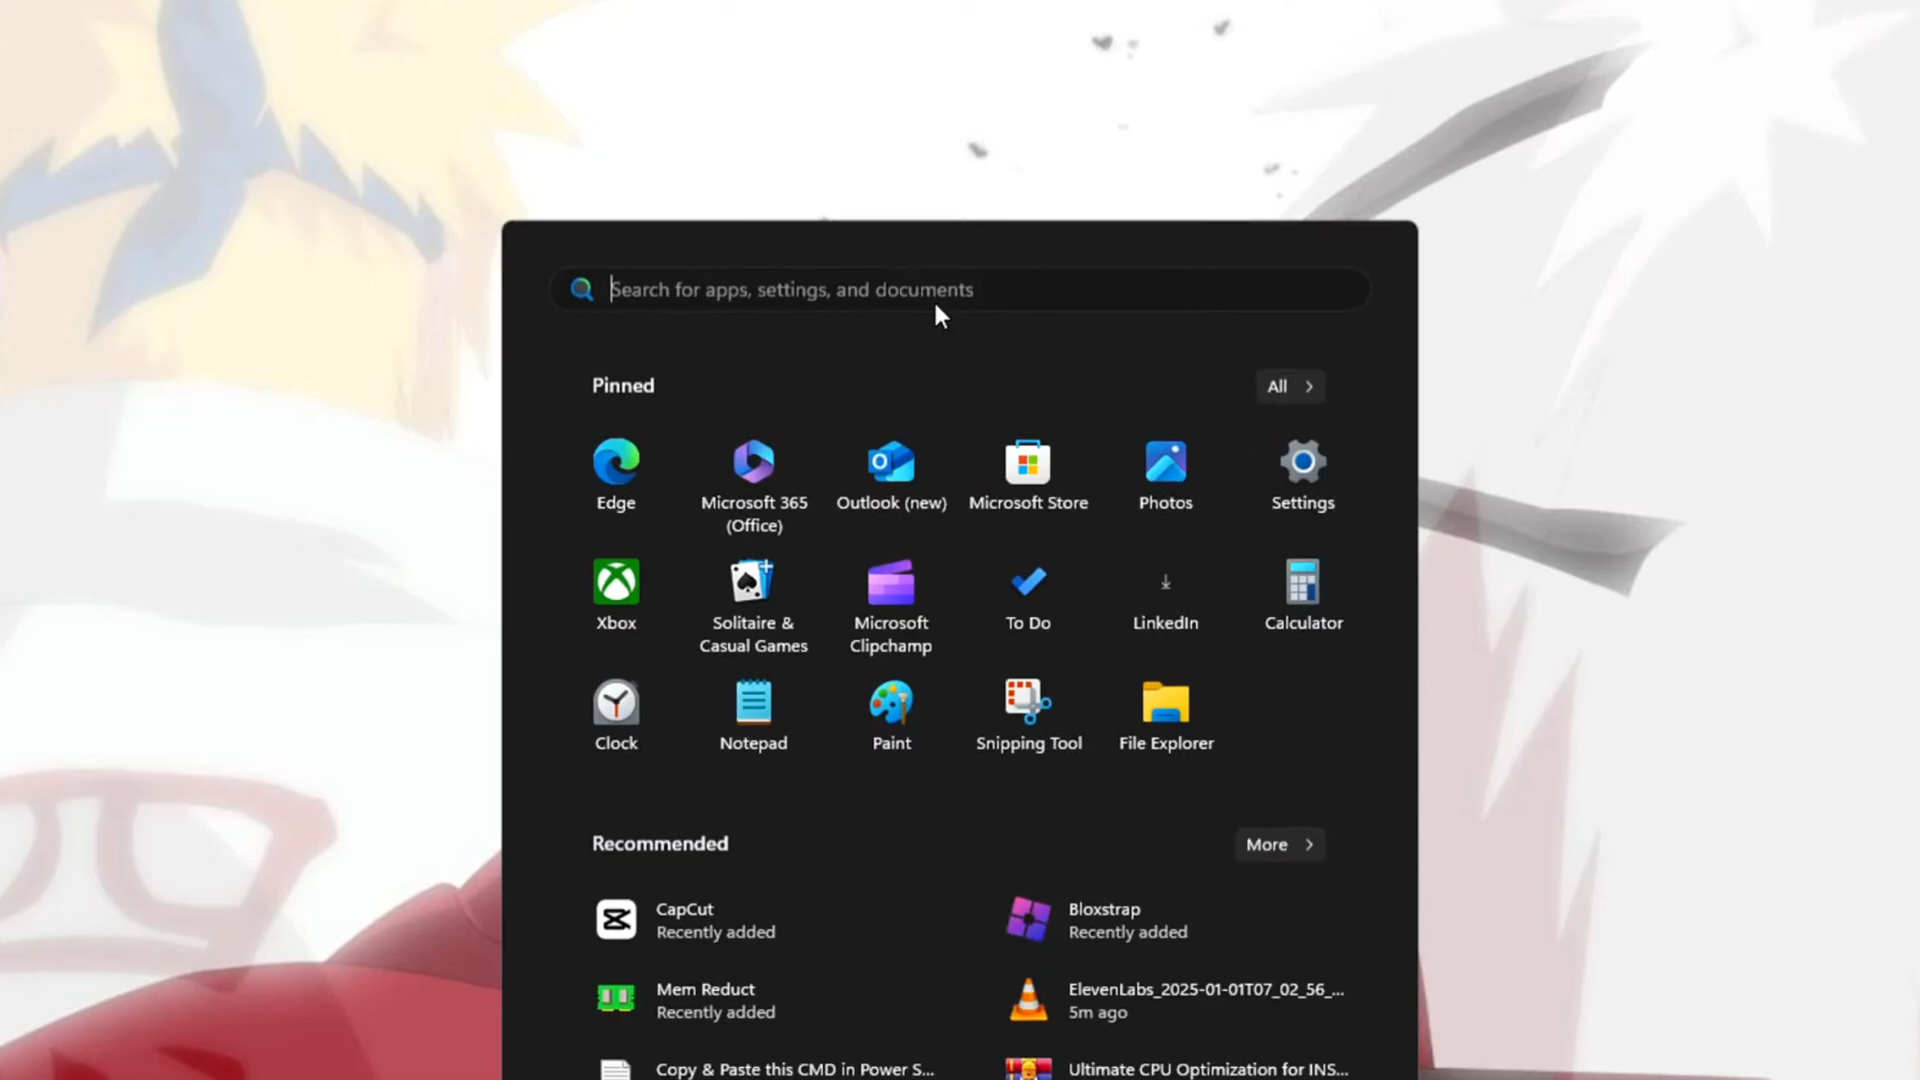 Search for apps, settings, and documents
Pinned
All
Edge
Microsoft 365
(Office)
Outlook (new)
Microsoft Store
Photos
Settings
Xbox
Solitaire &
Casual Games
Microsoft
Clipchamp
To Do
LinkedIn
Calculator
Clock
Notepad
Paint
Snipping Tool
File Explorer
Recommended
More
CapCut
Recently added
Bloxstrap
Recently added
Mem Reduct
Recently added
ElevenLabs_2025-01-01T07_02_56_...
5m ago
Copy & Paste this CMD in Power S...
Ultimate CPU Optimization for INS...